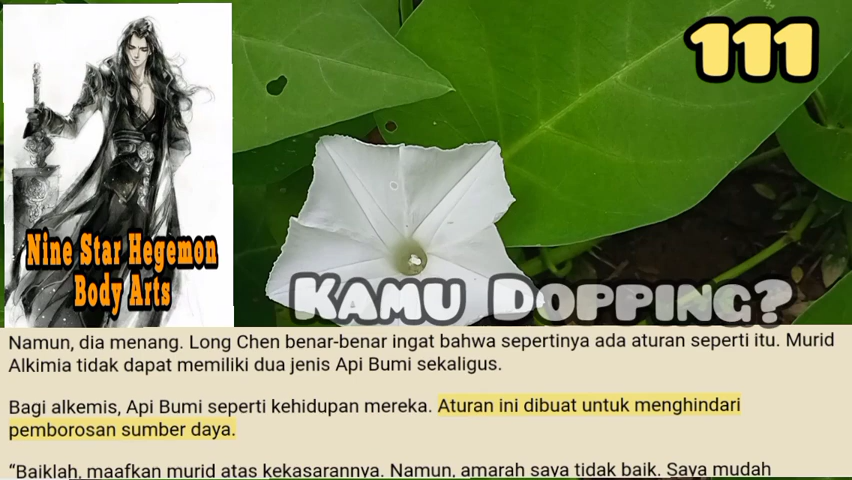 111
Nine Star Hegemon
Body Arts
Kamu Dopping?
Namun, dia menang. Long Chen benar-benar ingat bahwa sepertinya ada aturan seperti itu. Murid
Alkimia tidak dapat memiliki dua jenis Api Bumi sekaligus.
Bagi alkemis, Api Bumi seperti kehidupan mereka. Aturan ini dibuat untuk menghindari
pemborosan sumber daya.
“Baiklah, maafkan murid atas kekasarannya. Namun, amarah saya tidak baik. Saya mudah